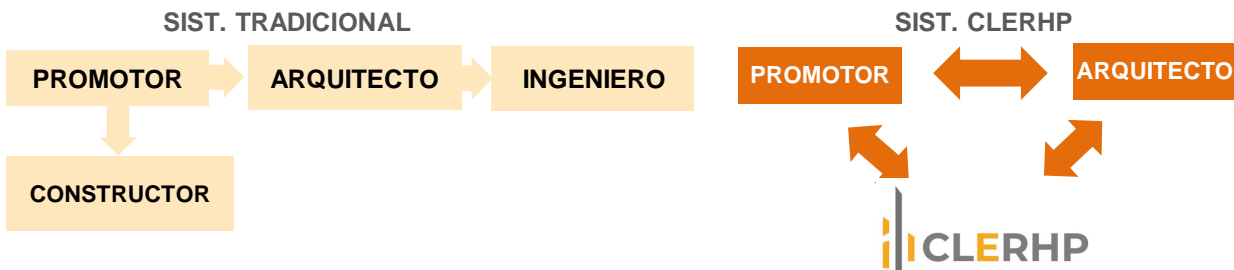 SIST. TRADICIONAL
PROMOTOR
ARQUITECTO
INGENIERO
CONSTRUCTOR
SIST. CLERHP
PROMOTOR
ARQUITECTO
CLERHP